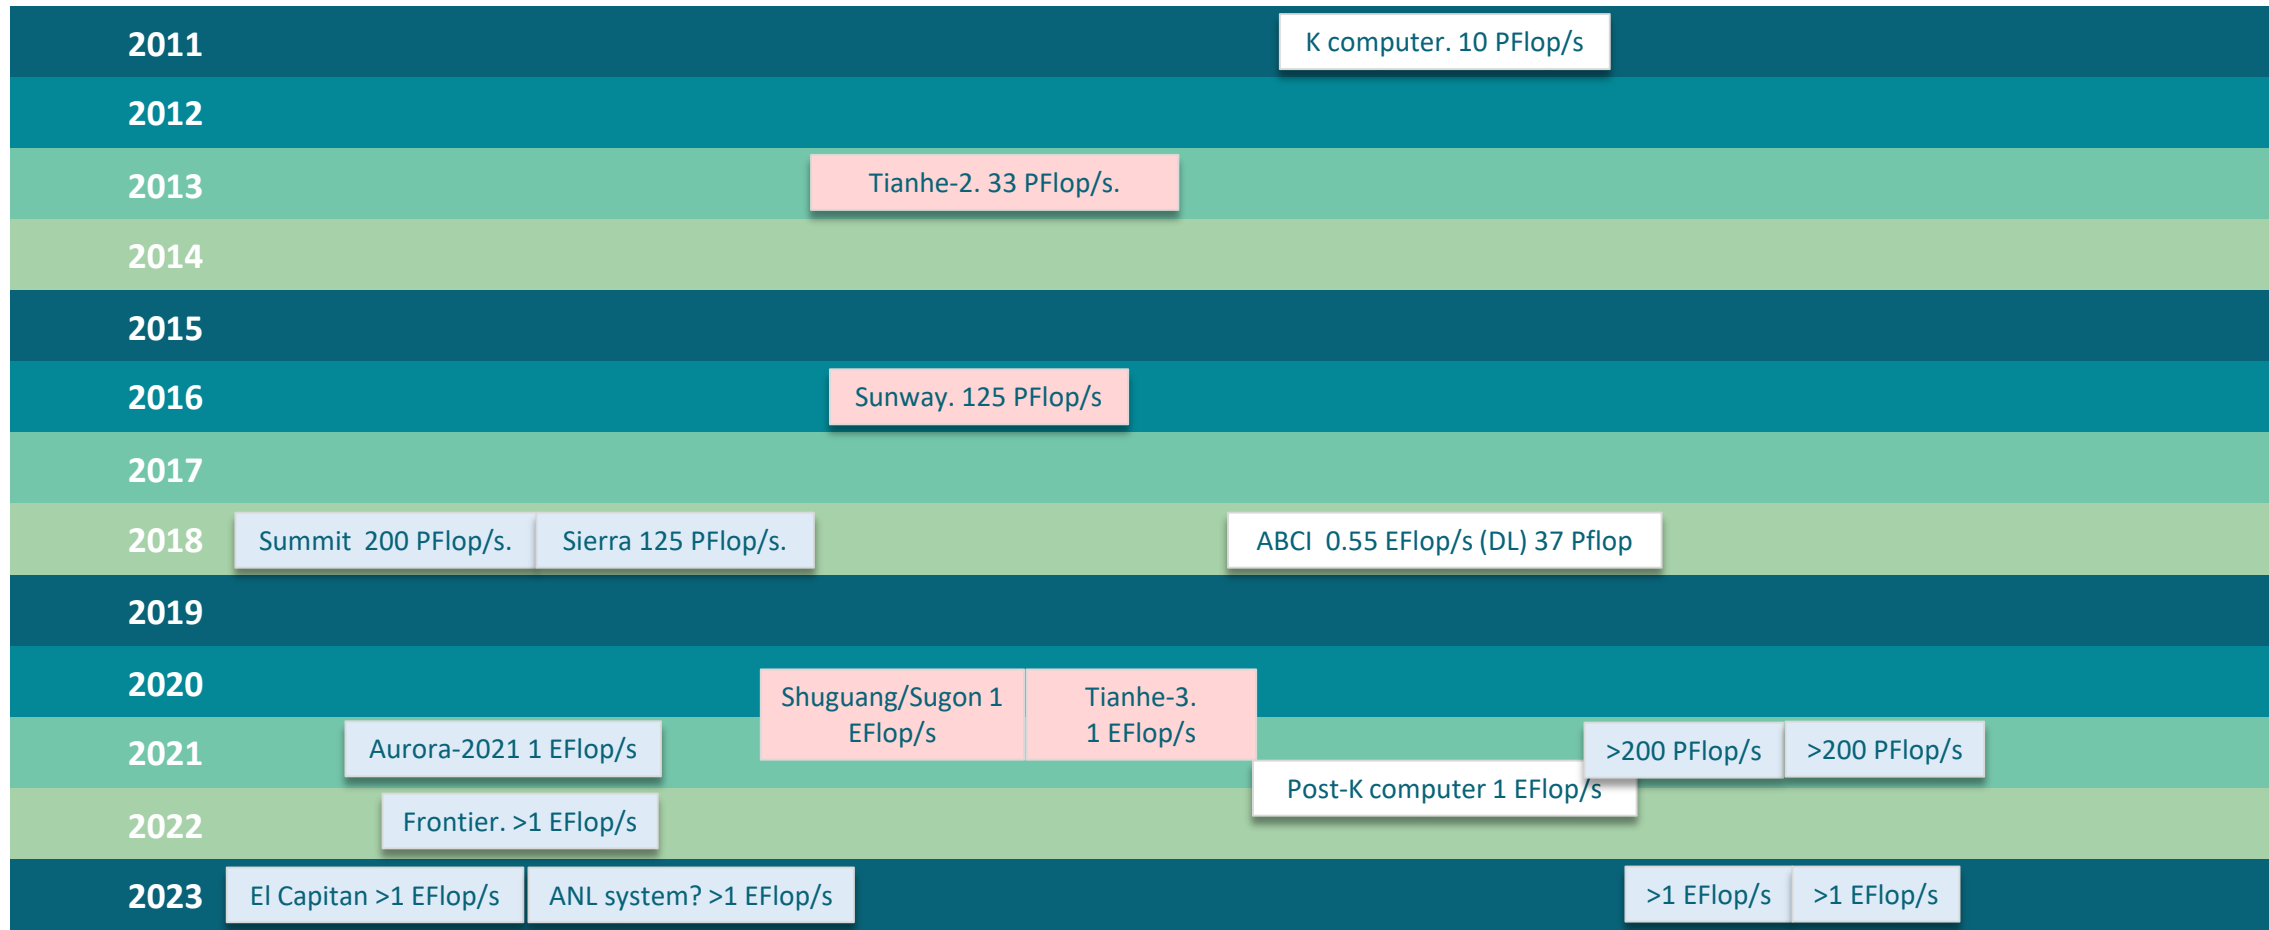 2011
K computer. 10 PFlop/s
2012
2013
Tianhe-2. 33 PFlop/s.
2014
2015
2016
Sunway. 125 PFlop/s
2017
2018
Summit  200 PFlop/s.
Sierra 125 PFlop/s.
ABCI  0.55 EFlop/s (DL) 37 Pflop
2019
2020
Shuguang/Sugon 1
EFlop/s
Tianhe-3.
1 EFlop/s
2021
Aurora-2021 1 EFlop/s
>200 PFlop/s
>200 PFlop/s
Post-K computer 1 EFlop/s
2022
Frontier. >1 EFlop/s
2023
El Capitan >1 EFlop/s
ANL system? >1 EFlop/s
>1 EFlop/s
>1 EFlop/s